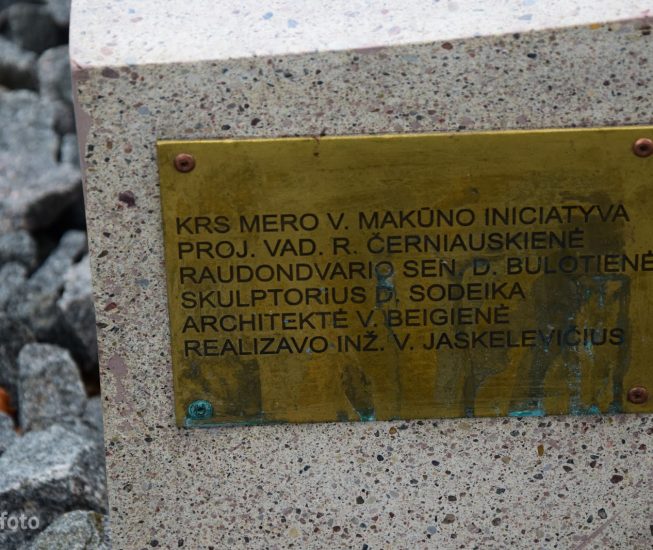 KRS MERO V. MAKŪNO INICIATYVA
PROJ. VAD. R. ČERNIAUSKIENĖ
RAUDONDVARIO SEN. D. BULOTIENĖ
SKULPTORIUS D. SODEIKA
ARCHITEKTĖ V. BEIGIENĖ
REALIZAVO INŽ. V. JASKELEVIČIUS
foto